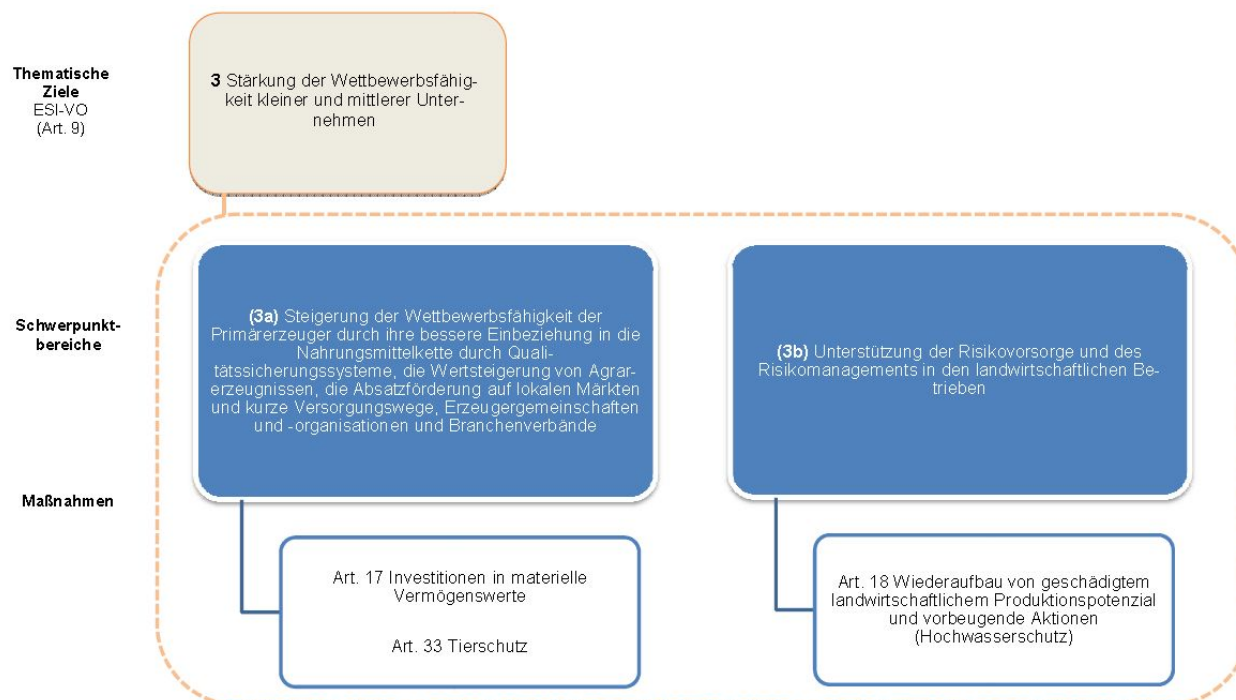 Thematische
Ziele
ESI-VO
(Art. 9)
3 Stärkung der Wettbewerbsfähig-
keit kleiner und mittlerer Unter-
nehmen
Schwerpunkt-
bereiche
(3a) Steigerung der Wettbewerbsfähigkeit der
Primärerzeuger durch ihre bessere Einbeziehung in die
Nahrungsmittelkette durch Quali-
tätssicherungssysteme, die Wertsteigerung von Agrar-
erzeugnissen, die Absatzförderung auf lokalen Märkten
und kurze Versorgungswege, Erzeugergemeinschaften
und -organisationen und Branchenverbände
(3b) Unterstützung der Risikovorsorge und des
Risikomanagements in den landwirtschaftlichen Be-
trieben
Maßnahmen
Art. 17 Investitionen in materielle
Vermögenswerte
Art. 33 Tierschutz
Art. 18 Wiederaufbau von geschädigtem
landwirtschaftlichem Produktionspotenzial
und vorbeugende Aktionen
(Hochwasserschutz)